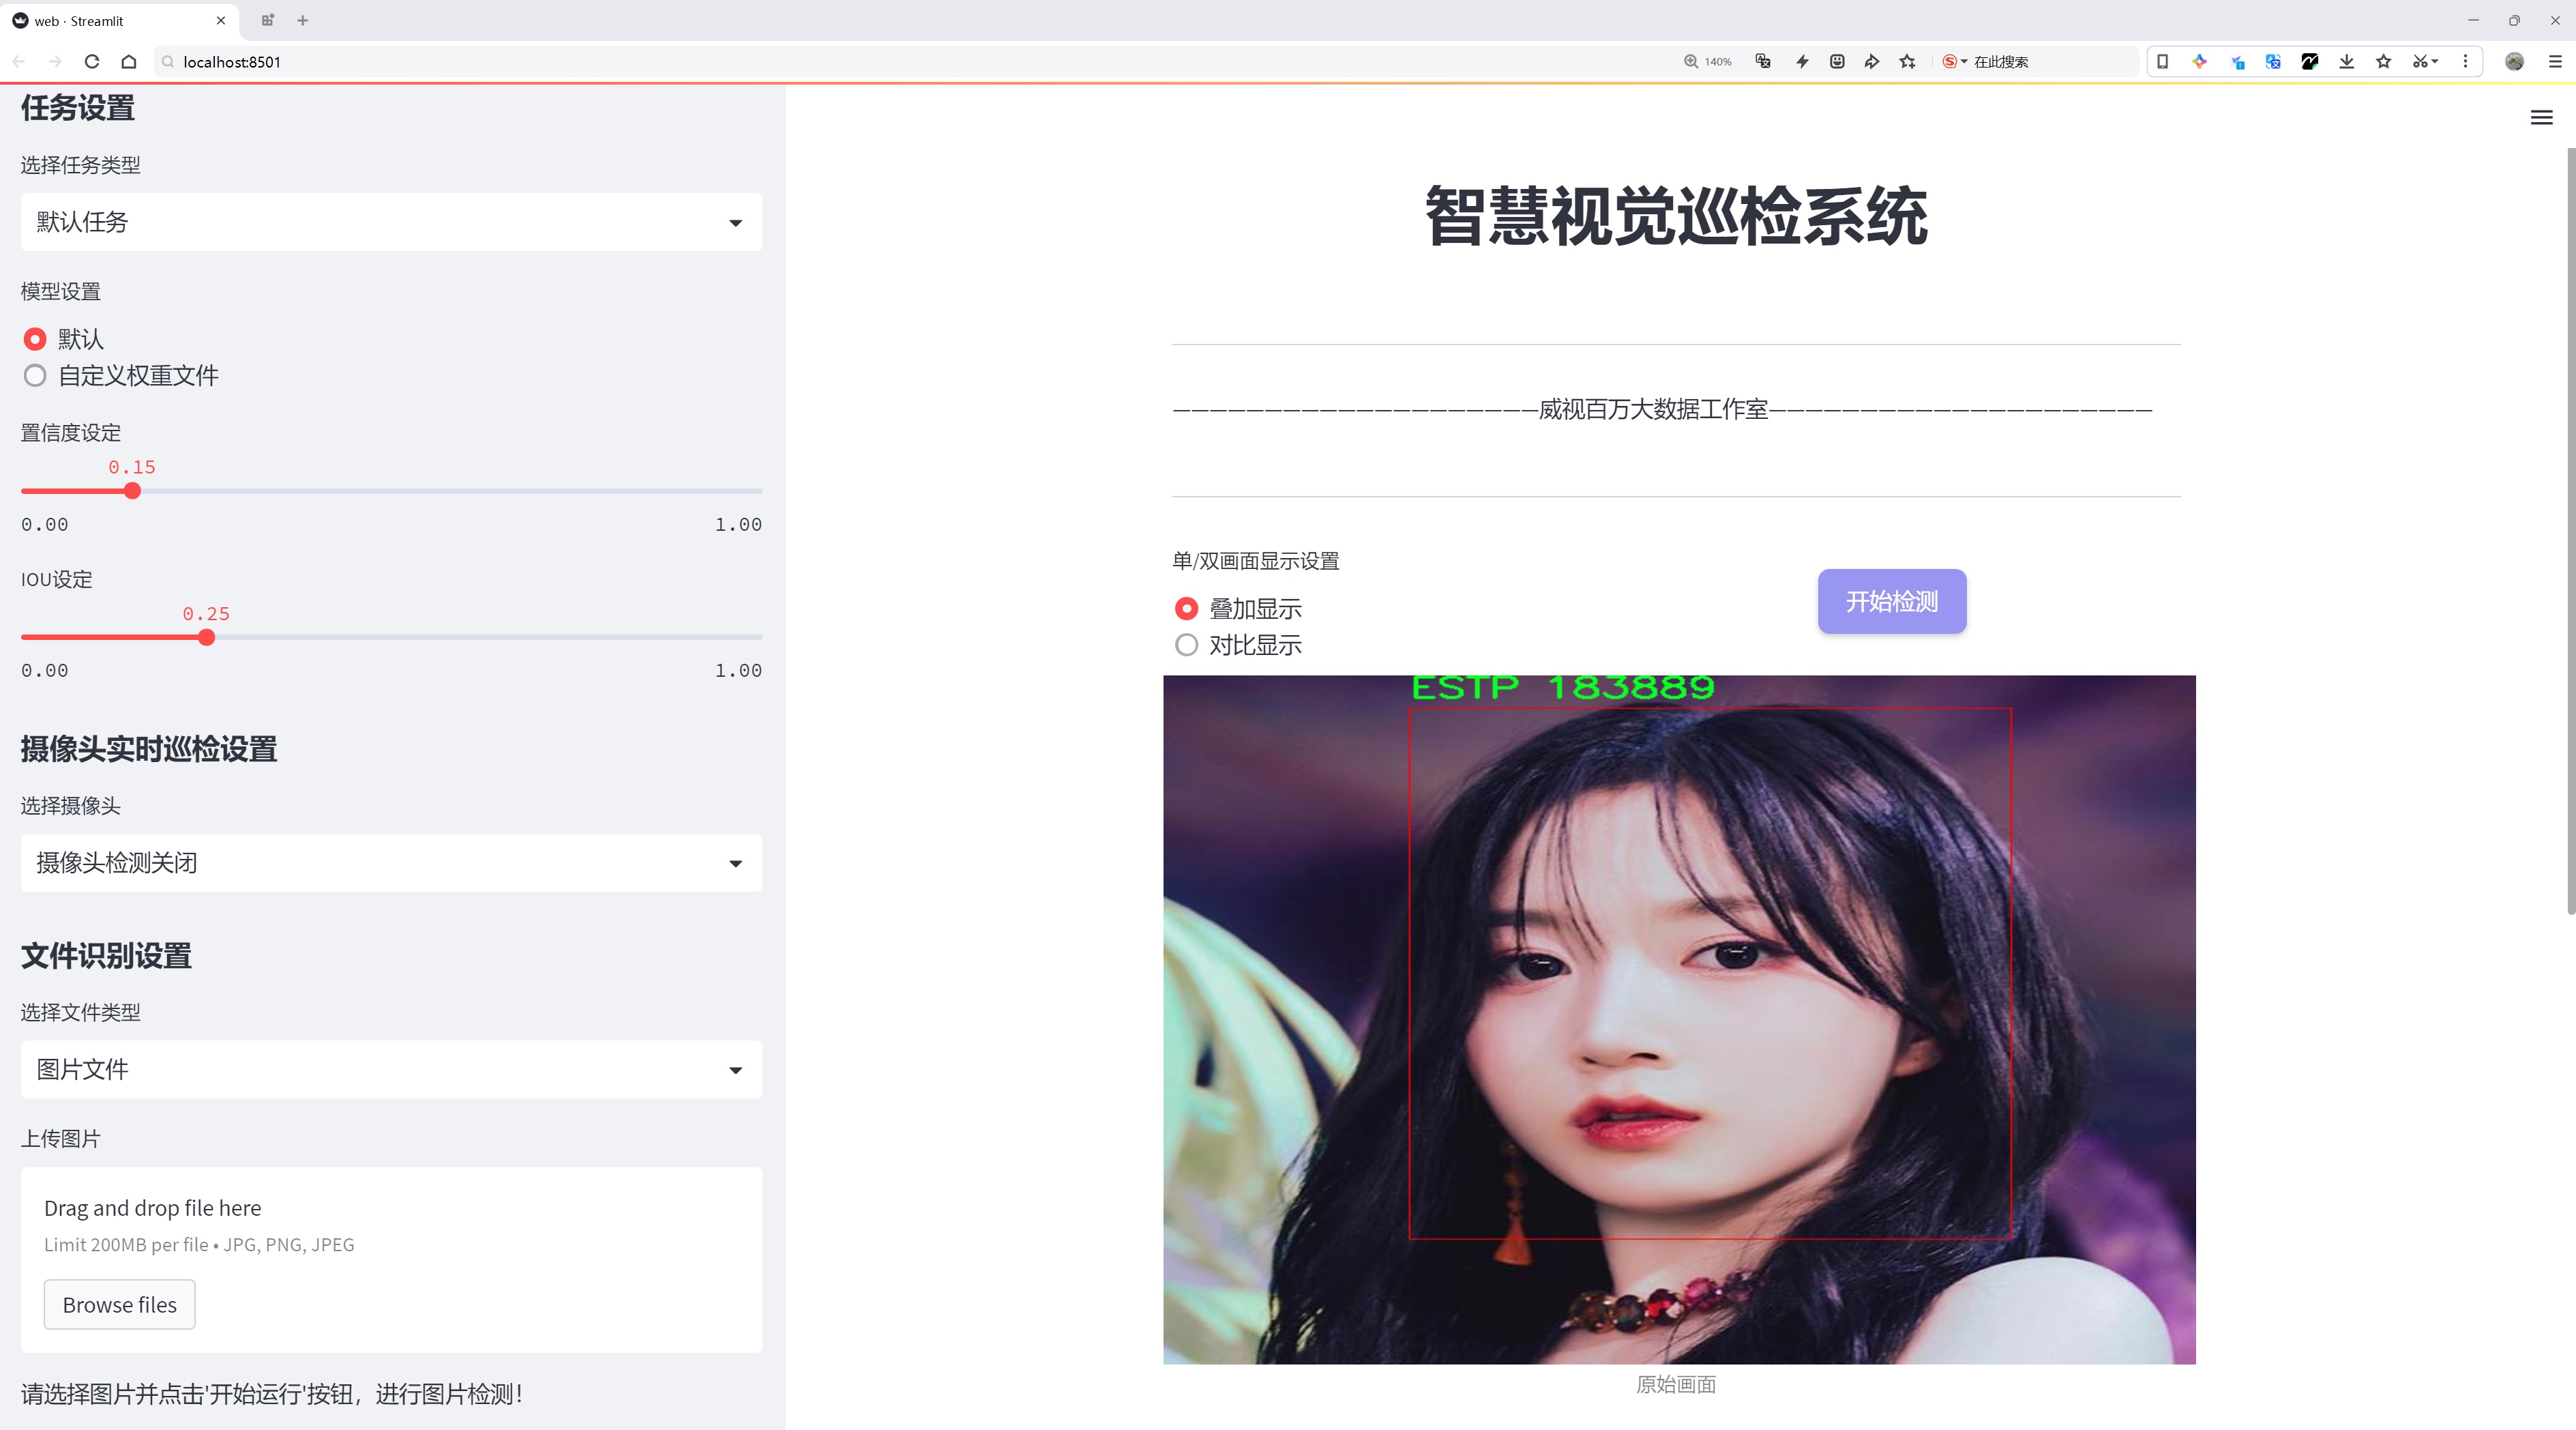 web · Streamlit
localhost:8501
140%
在此搜索
任务设置
选择任务类型
默认任务
模型设置
默认
自定义权重文件
置信度设定
0.15
0.00
1.00
IOU设定
0.25
0.00
1.00
摄像头实时巡检设置
选择摄像头
摄像头检测关闭
文件识别设置
选择文件类型
图片文件
上传图片
Drag and drop file here
Limit 200MB per file • JPG, PNG, JPEG
Browse files
请选择图片并点击'开始运行'按钮，进行图片检测！
智慧视觉巡检系统
————————————————————威视百万大数据工作室—————————————————————
单/双画面显示设置
叠加显示
对比显示
开始检测
ESTP 183889
原始画面